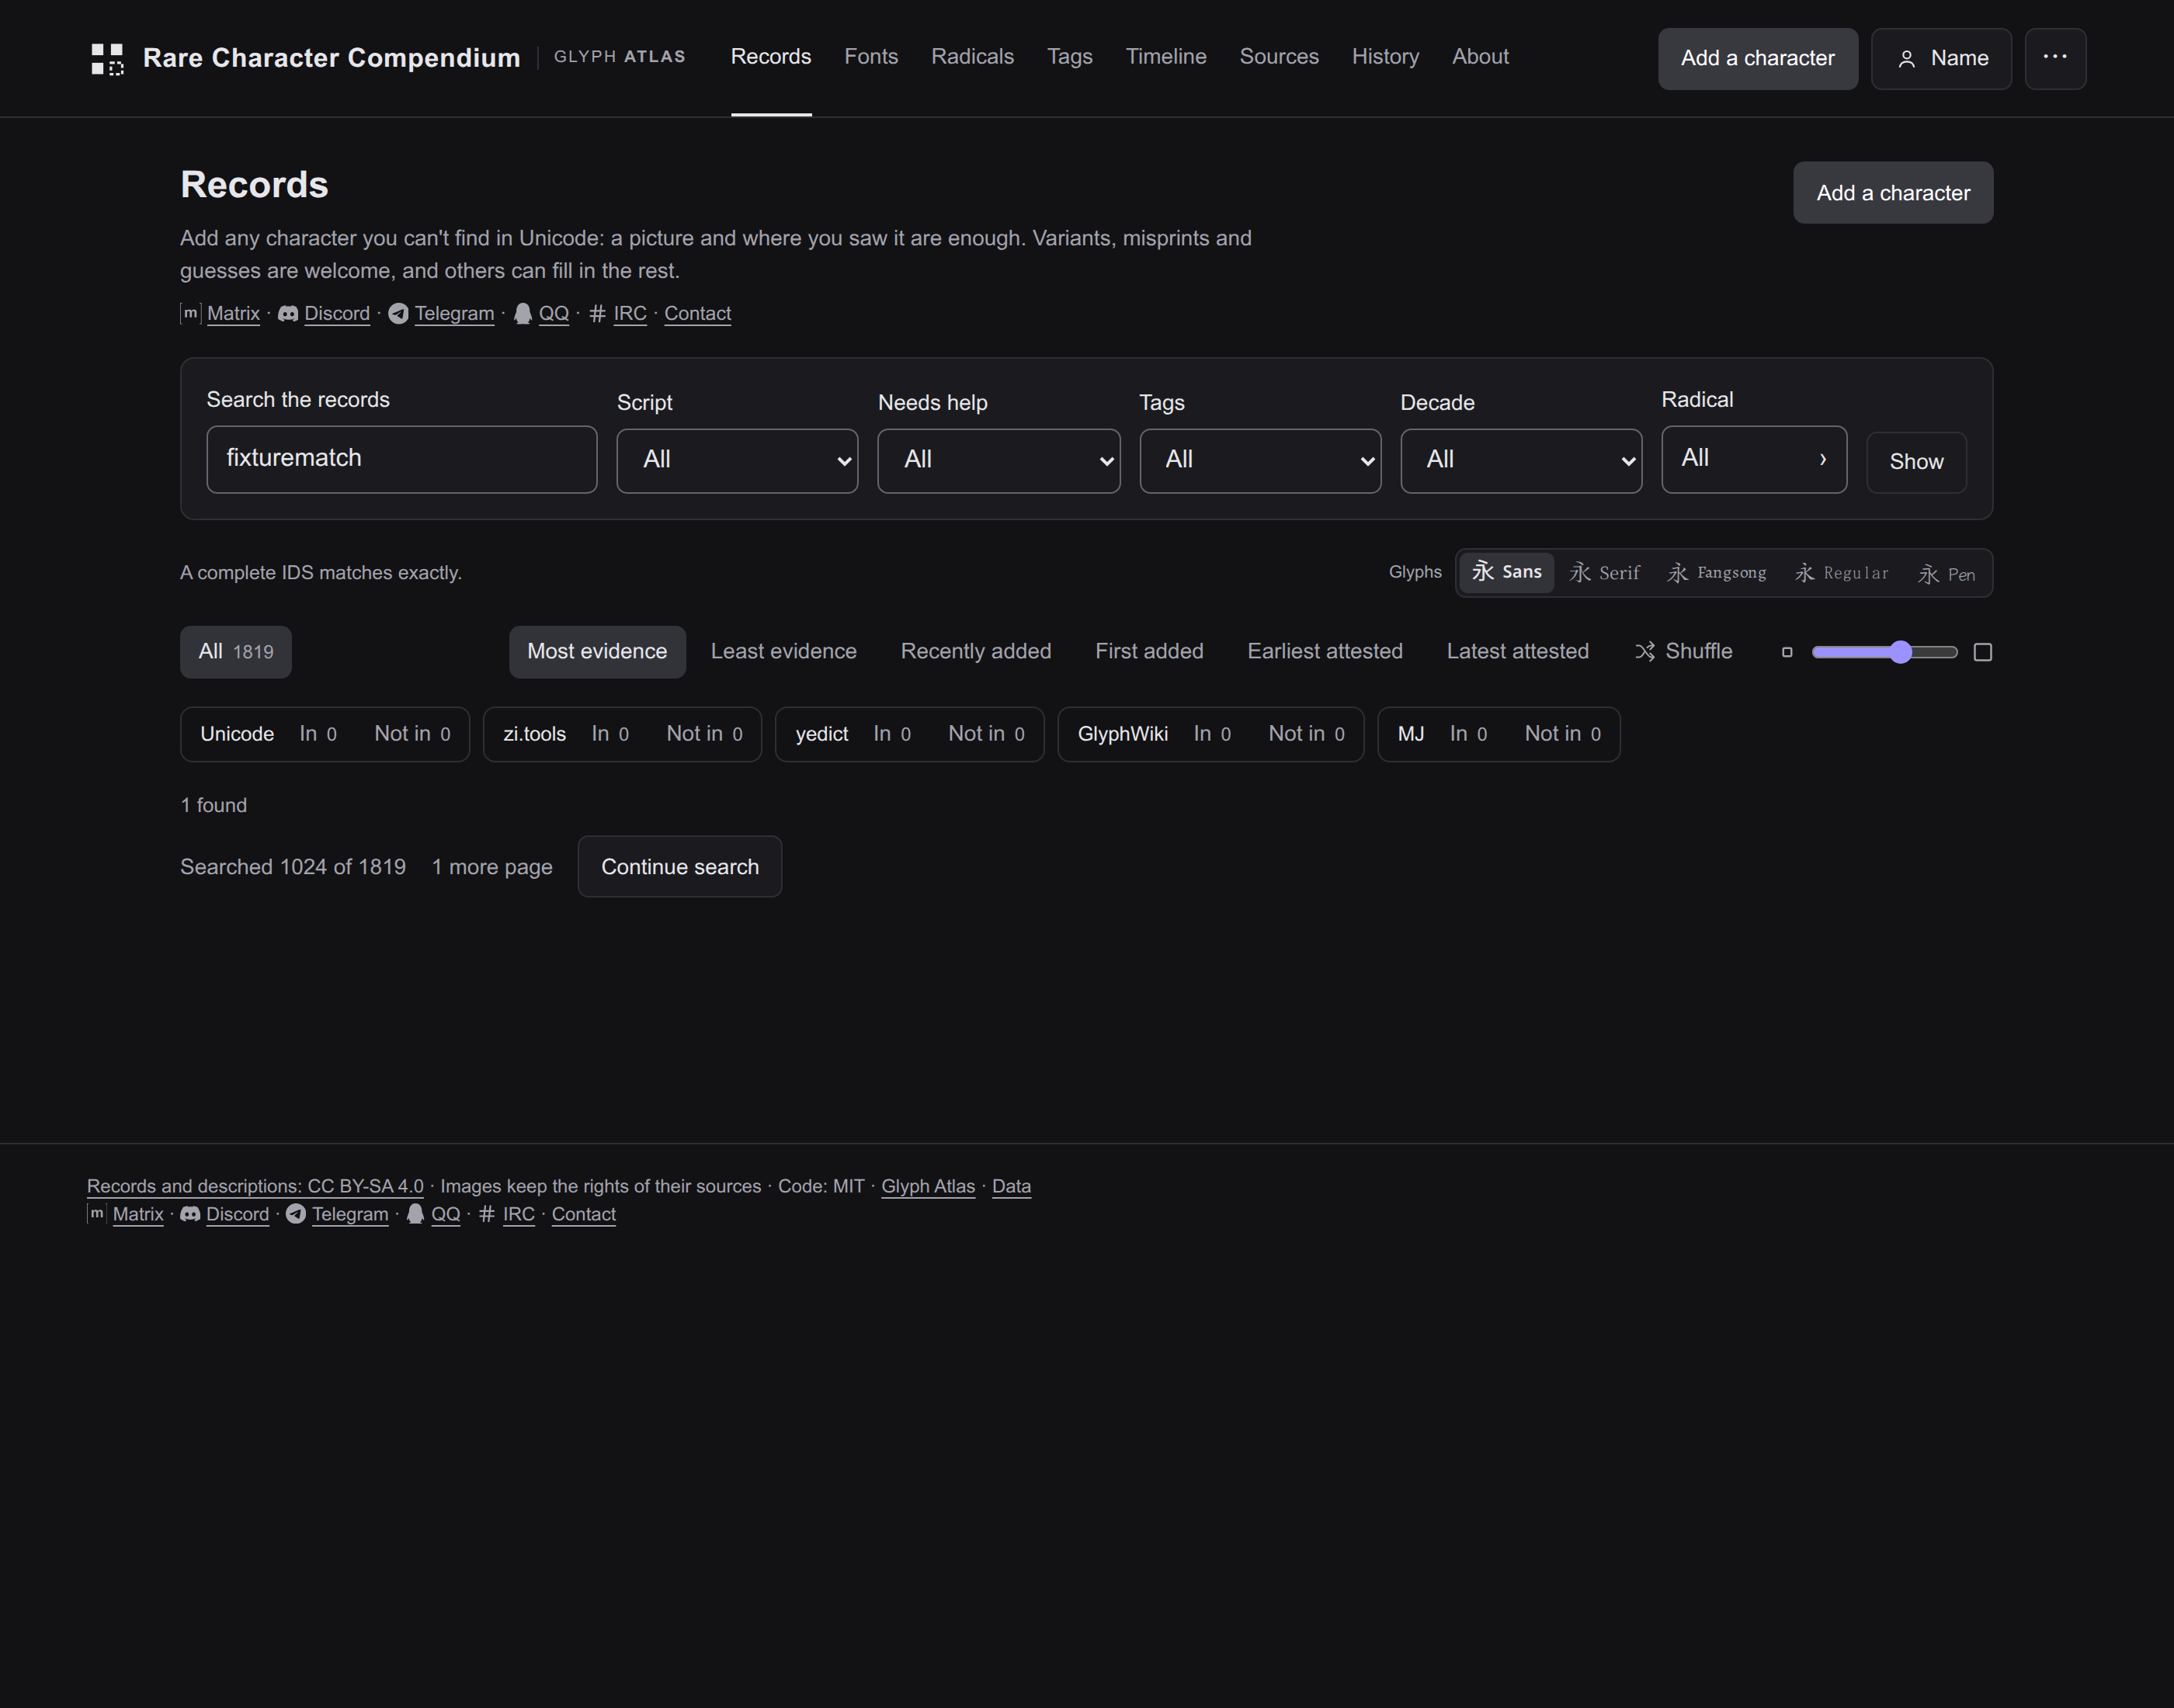 Rare Character Compendium GLYPH ATLAS Records Fonts Radicals Tags Timeline Sources History About Add a character Name ···
Records
Add a character
Add any character you can't find in Unicode: a picture and where you saw it are enough. Variants, misprints and
guesses are welcome, and others can fill in the rest.
[m] Matrix · Discord · Telegram · QQ · # IRC · Contact
Search the records Script Needs help Tags Decade Radical
fixturematch All All All All All › Show
A complete IDS matches exactly.
Glyphs 永 Sans 永 Serif 永 Fangsong 永 Regular 永 Pen
All 1819 Most evidence Least evidence Recently added First added Earliest attested Latest attested Shuffle
Unicode In 0 Not in 0 zi.tools In 0 Not in 0 yedict In 0 Not in 0 GlyphWiki In 0 Not in 0 MJ In 0 Not in 0
1 found
Searched 1024 of 1819 1 more page Continue search
Records and descriptions: CC BY-SA 4.0 · Images keep the rights of their sources · Code: MIT · Glyph Atlas · Data
[m] Matrix · Discord · Telegram · QQ · # IRC · Contact